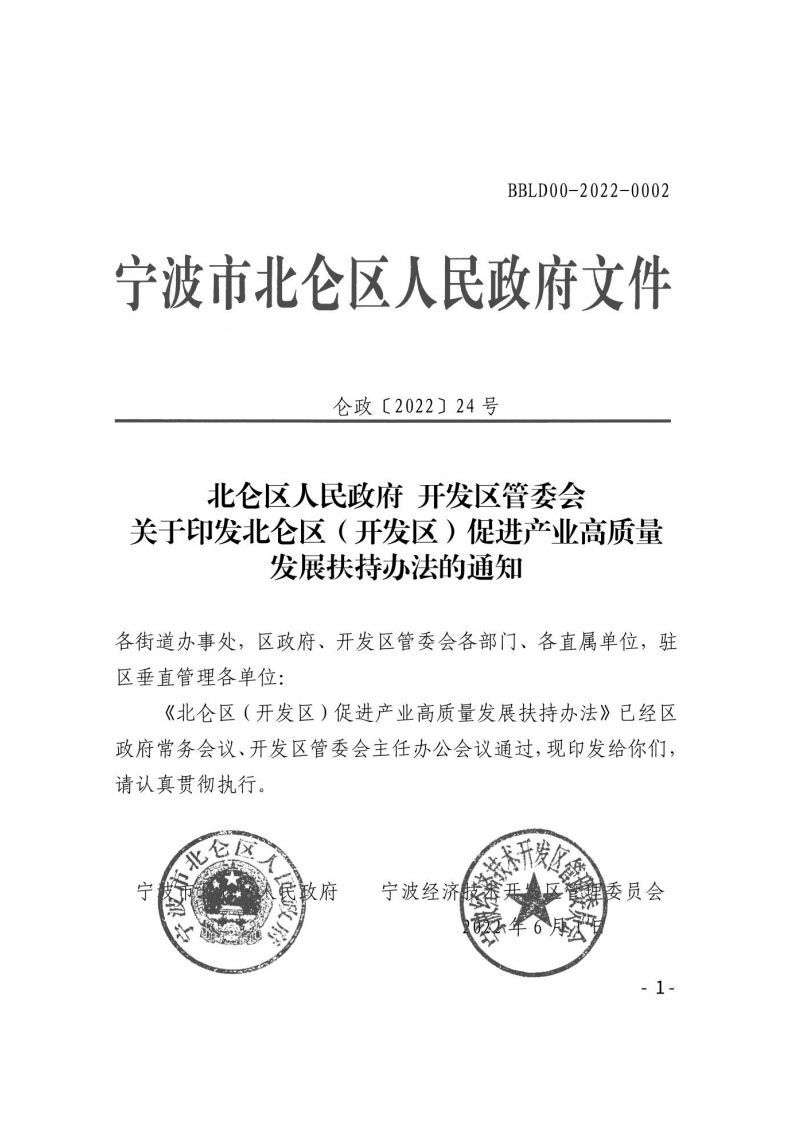 BBLD00-2022-0002
宁波市北仑区人民政府文件
仑政〔2022〕24号
北仑区人民政府 开发区管委会
关于印发北仑区（开发区）促进产业高质量
发展扶持办法的通知
各街道办事处，区政府、开发区管委会各部门、各直属单位，驻
区垂直管理各单位：
《北仑区（开发区）促进产业高质量发展扶持办法》已经区
政府常务会议、开发区管委会主任办公会议通过，现印发给你们，
请认真贯彻执行。
宁波市北仑区人民政府 宁波经济技术开发区管理委员会
2022年6月1日
宁波市北仑区人民政府
宁波经济技术开发区管理委员会
- 1 -